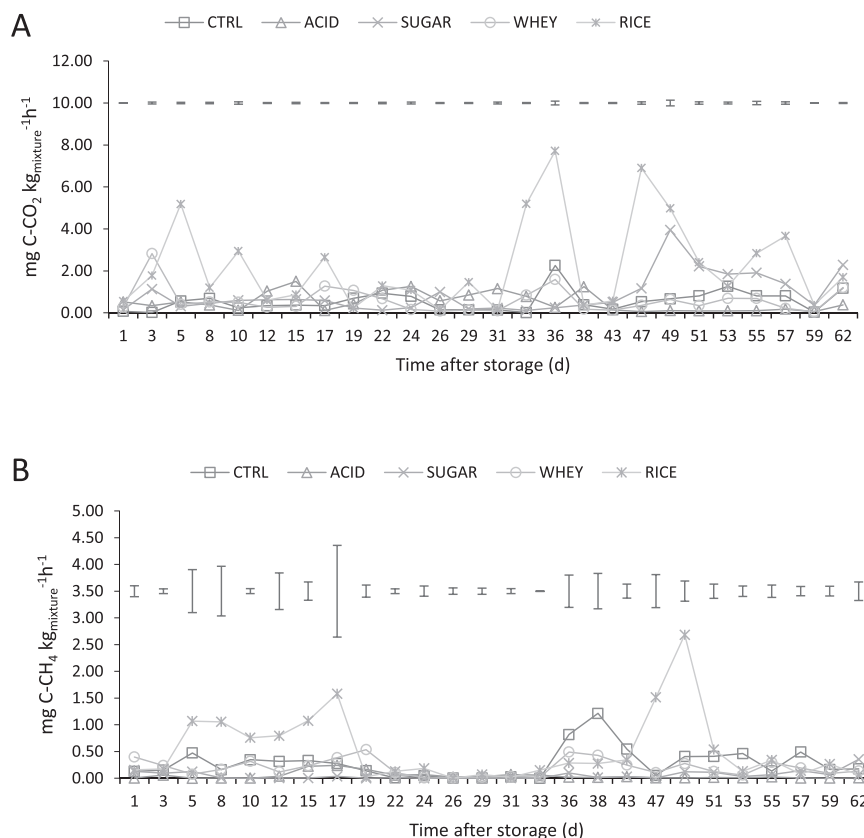 A
CTRL ACID SUGAR WHEY RICE
12.00
10.00
8.00
6.00
4.00
2.00
0.00
mg C-CO₂ kg_mixture⁻¹h⁻¹
1 3 5 8 10 12 15 17 19 22 24 26 29 31 33 36 38 43 47 49 51 53 55 57 59 62
Time after storage (d)
B
CTRL ACID SUGAR WHEY RICE
5.00
4.50
4.00
3.50
3.00
2.50
2.00
1.50
1.00
0.50
0.00
mg C-CH₄ kg_mixture⁻¹h⁻¹
1 3 5 8 10 12 15 17 19 22 24 26 29 31 33 36 38 43 47 49 51 53 55 57 59 62
Time after storage (d)